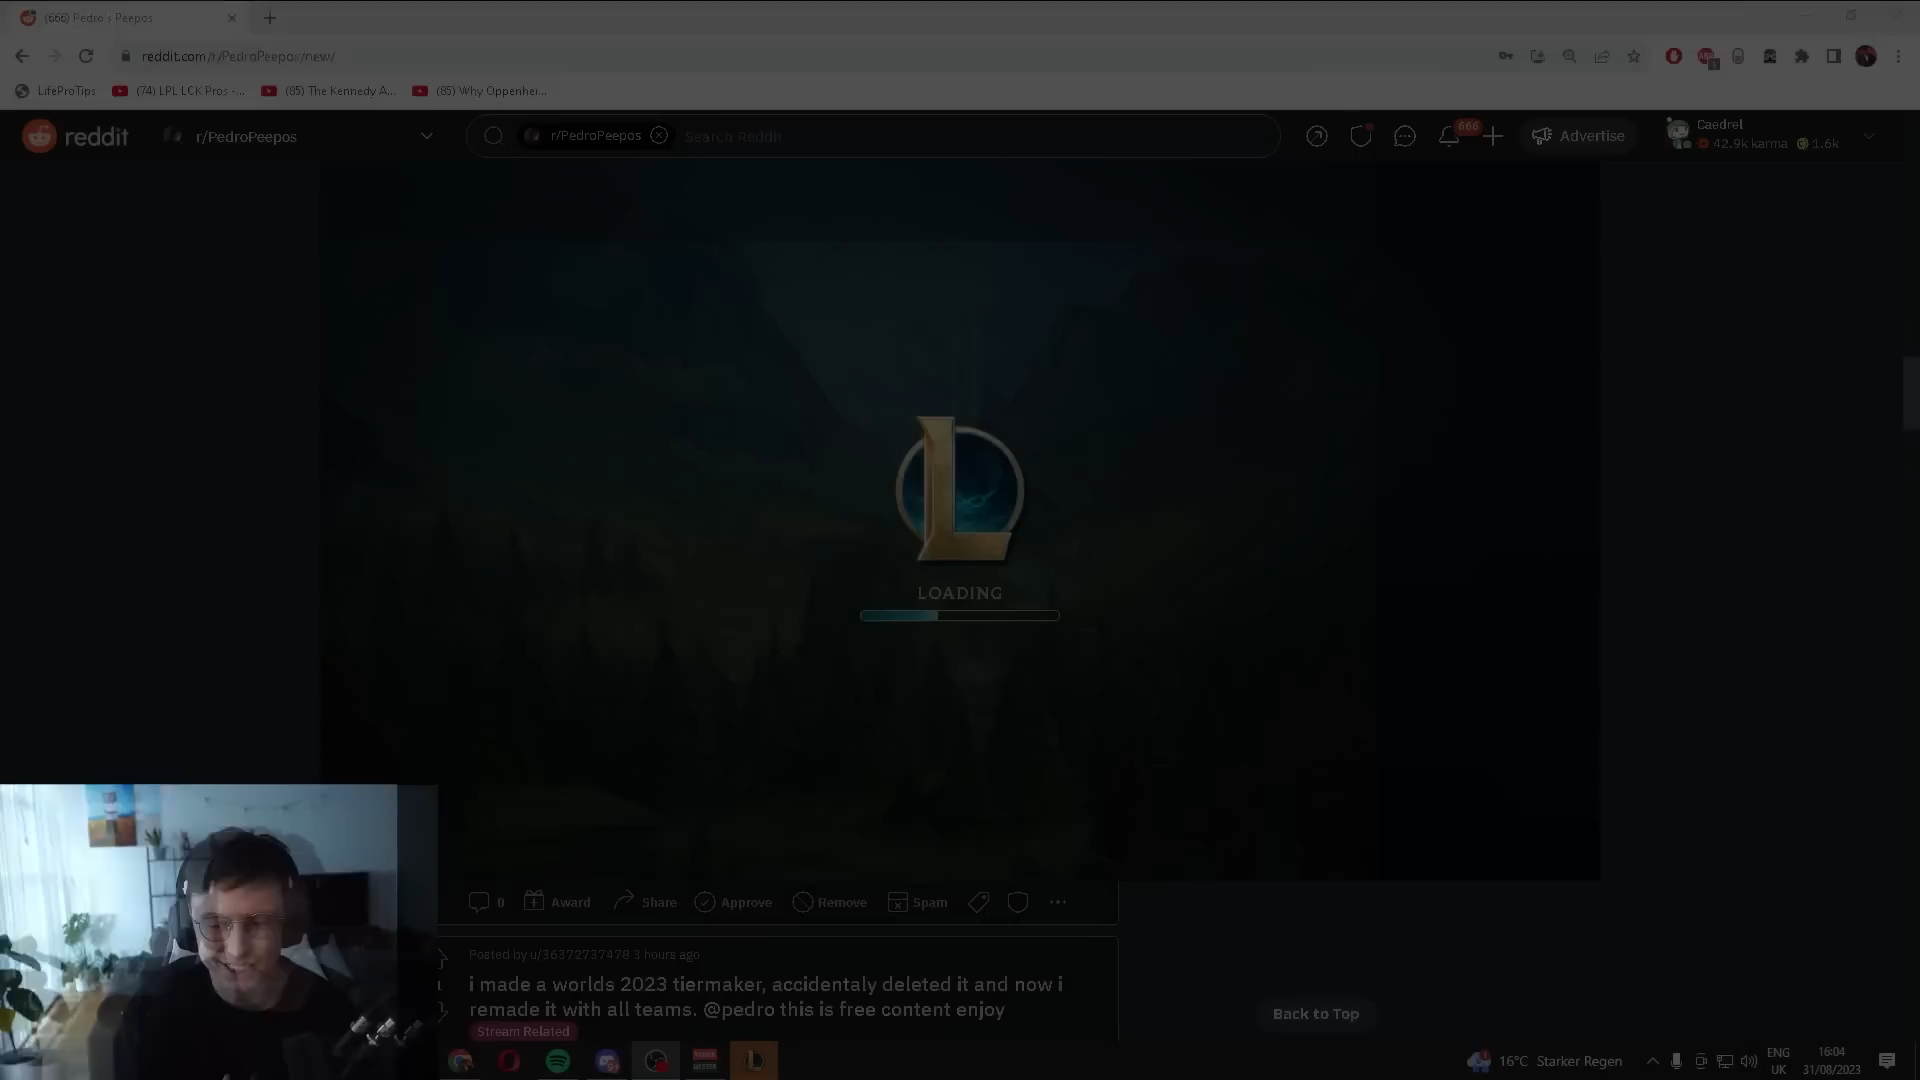 (666) Pedro's Peepos
reddit.com/r/PedroPeepos/new/
LifeProTips
(74) LPL LCK Pros -...
(85) The Kennedy A...
(85) Why Oppenhei...
reddit
r/PedroPeepos
r/PedroPeepos
Search Reddit
666
Advertise
Caedrel
42.9k karma
1.6k
LOADING
0
Award
Share
Approve
Remove
Spam
Posted by u/36372737478 3 hours ago
i made a worlds 2023 tiermaker, accidentaly deleted it and now i
remade it with all teams. @pedro this is free content enjoy
Stream Related
Back to Top
16°C Starker Regen
ENG
UK
16:04
31/08/2023